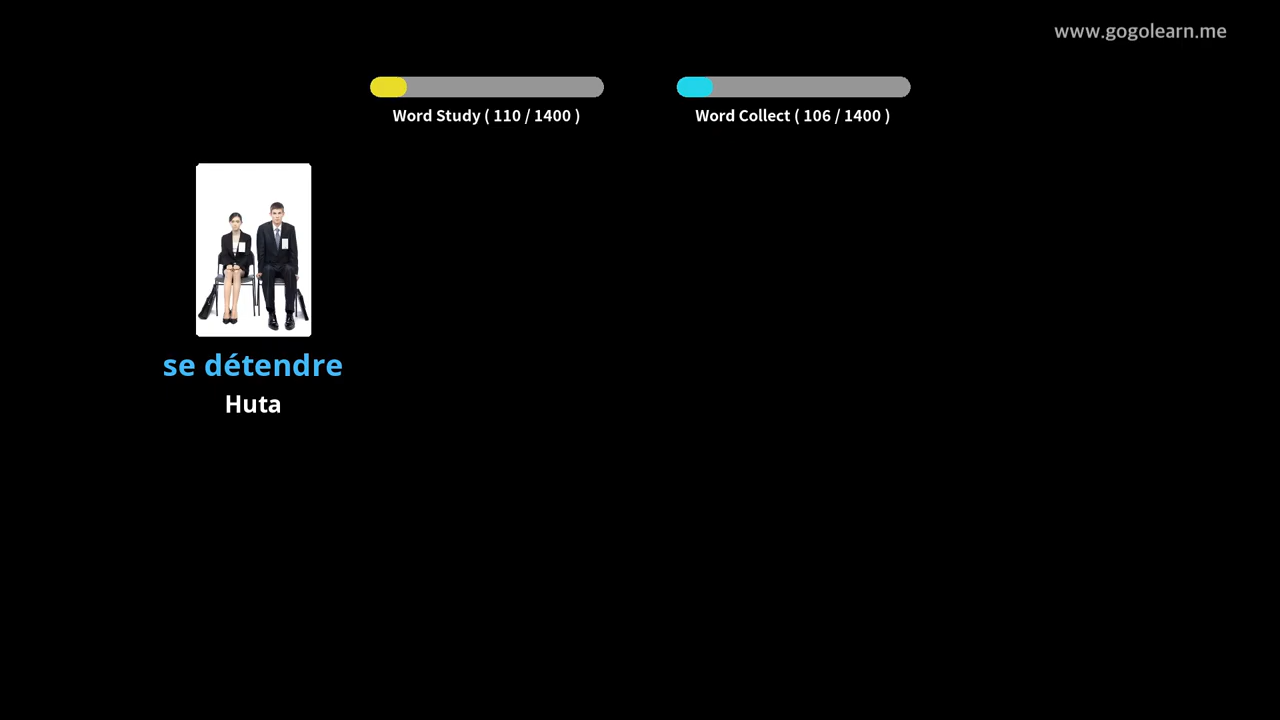 www.gogolearn.me
Word Study ( 110 / 1400 )
Word Collect ( 106 / 1400 )
se détendre
Huta